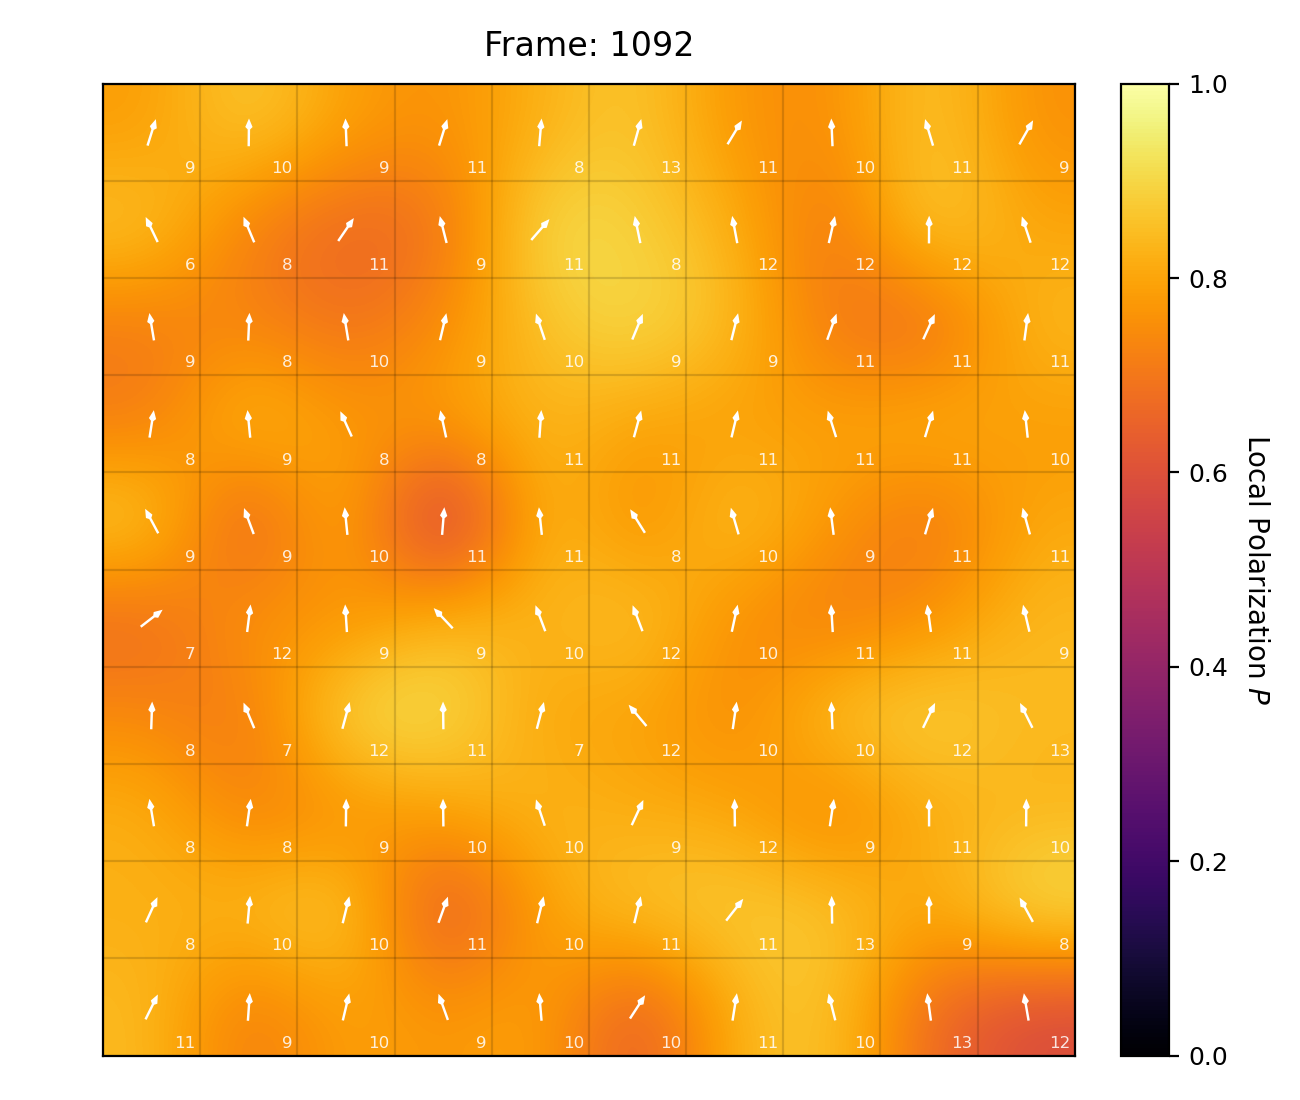 Frame: 1092
9 10 9 11 8 13 11 10 11 9
6 8 11 9 11 8 12 12 12 12
9 8 10 9 10 9 9 11 11 11
8 9 8 8 11 11 11 11 11 10
9 9 10 11 11 8 10 9 11 11
7 12 9 9 10 12 10 11 11 9
8 7 12 11 7 12 10 10 12 13
8 8 9 10 10 9 12 9 11 10
8 10 10 11 10 11 11 13 9 8
11 9 10 9 10 10 11 10 13 12
1.0
0.8
0.6
0.4
0.2
0.0
Local Polarization P